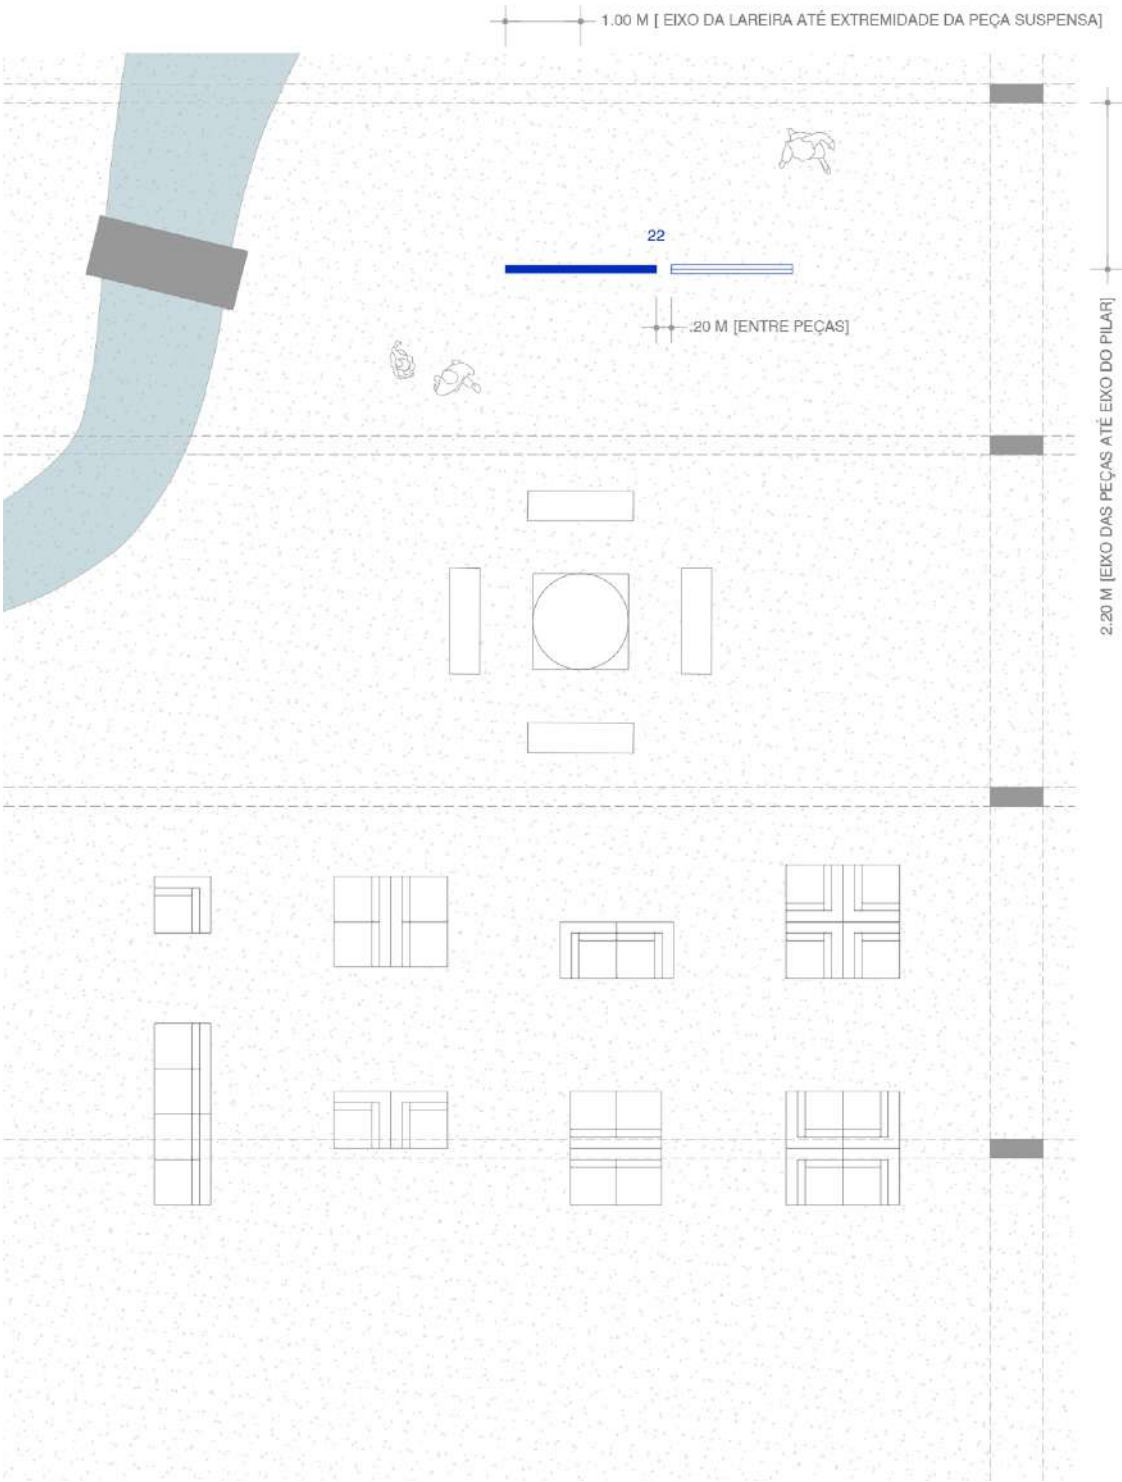 1.00 M [ EIXO DA LAREIRA ATÉ EXTREMIDADE DA PEÇA SUSPENSA]
22
.20 M [ENTRE PEÇAS]
2.20 M [EIXO DAS PEÇAS ATÉ EIXO DO PILAR]